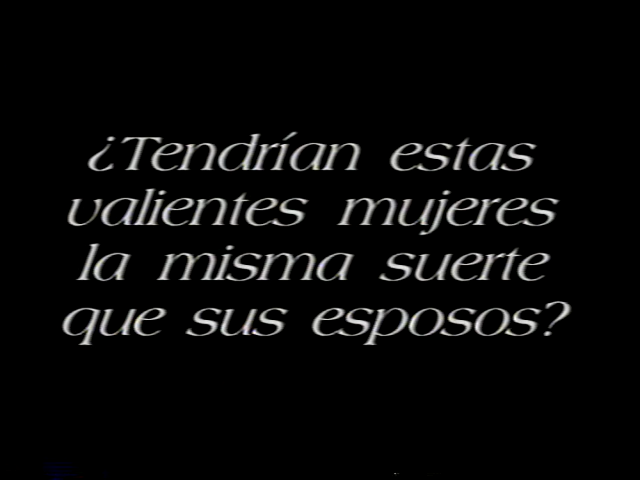 ¿Tendrían estas
valientes mujeres
la misma suerte
que sus esposos?